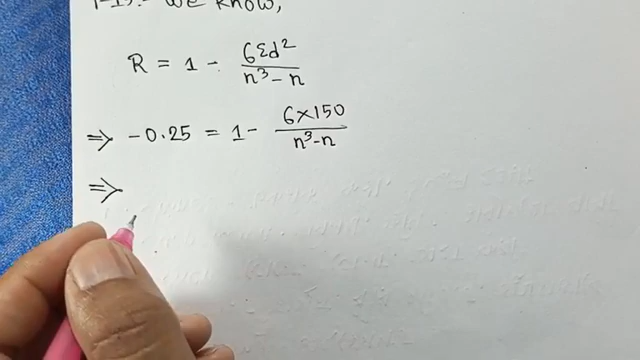 We know,
R = 1 - 6Σd²/n³-n
⇒ -0.25 = 1 - 6×150/n³-n
⇒